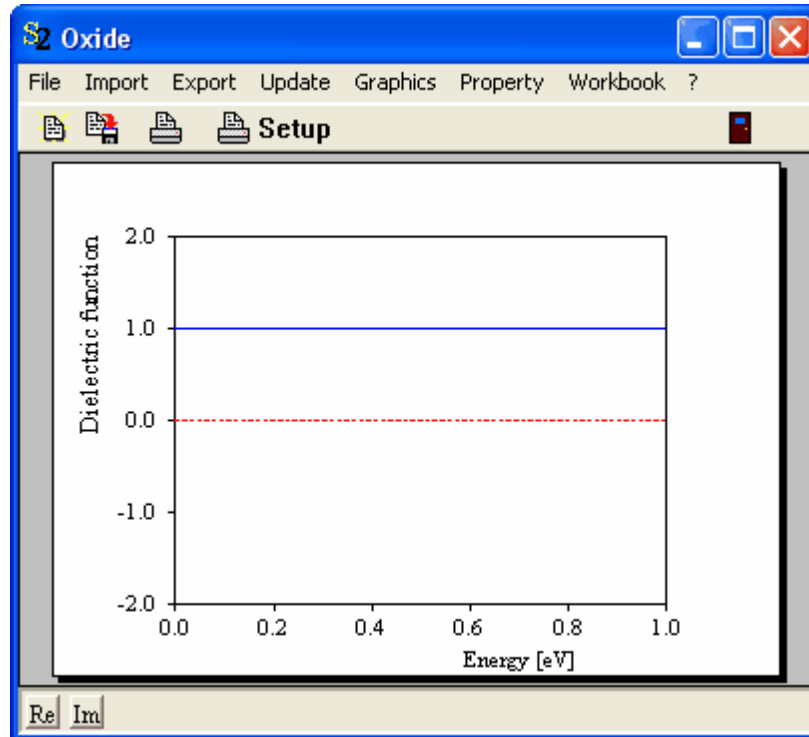 S2 Oxide
File Import Export Update Graphics Property Workbook ?
Setup
Dielectric function
2.0
1.0
0.0
-1.0
-2.0
0.0 0.2 0.4 0.6 0.8 1.0
Energy [eV]
Re Im